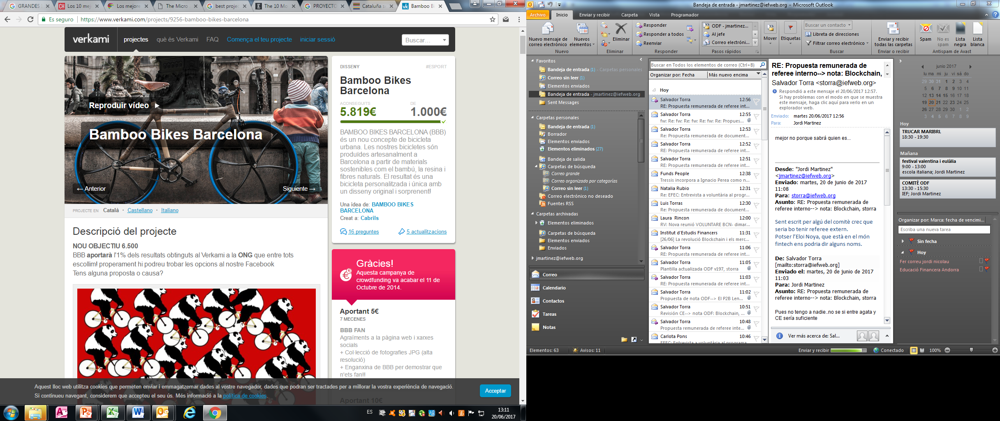 GRANDES
Los 10 mej
Los mejore
The Micro
best projec
The 10 Mo
PROYECTO
Cataluña s
Bamboo Bi
Es seguro
https://www.verkami.com/projects/9256-bamboo-bikes-barcelona
verkami
projectes
què és Verkami
FAQ
Comença el teu projecte
iniciar sessió
Buscar...
Reproduir vídeo
Bamboo Bikes Barcelona
← Anterior
Siguiente →
PROJECTE EN Català · Castellano · Italiano
Descripció del projecte
NOU OBJECTIU 6.500
BBB aportarà l'1% dels resultats obtinguts al Verkami a la ONG que entre tots
escollim! properament hi podreu trobar les opcions al nostre Facebook
Tens alguna proposta o causa?
DISSENY
#ESPORT
Bamboo Bikes
Barcelona
ACONSEGUITS
DE
5.819€
1.000€
BAMBOO BIKES BARCELONA (BBB)
és un nou concepte de bicicleta
urbana. Les nostres bicicletes són
produïdes artesanalment a
Barcelona a partir de materials
sostenibles com el bambú, la resina i
fibres naturals. El resultat és una
bicicleta personalitzada i única amb
un disseny original i sorprenent!
Una idea de: BAMBOO BIKES
BARCELONA
Creat a: Cabrils
16 preguntes
5 actualitzacions
Gràcies!
Aquesta campanya de
crowdfunding va acabar el 11 de
Octubre de 2014.
Aportant 5€
7 MECENES
BBB FAN
Agraïments a la pàgina web i xarxes
socials
+ Col·lecció de fotografies JPG (alta
resolució)
+ Enganxina de BBB per demostrar que
n'ets fan!!
Aportant 10€
Aquest lloc web utilitza cookies que permeten enviar i emmagatzemar dades al vostre navegador, dades que podran ser tractades per a millorar la vostra experiència de navegació.
Si continueu navegant, considerem que accepteu el seu ús. Més informació a la política de cookies.
Acceptar
ES
13:11
20/06/2017
Bandeja de entrada - jmartinez@iefweb.org - Microsoft Outlook
Archivo
Inicio
Enviar y recibir
Carpeta
Vista
Programador
Nuevo mensaje de
correo electrónico
Nuevos
elementos
Nuevo
Eliminar
Eliminar
Responder
Responder a todos
Reenviar
Responder
ODF - jmartinez...
Al jefe
Correo electróni...
Pasos rápidos
Mover
Etiquetas
Buscar un contacto
Libreta de direcciones
Filtrar correo electrónico
Buscar
Enviar y recibir
todas las carpetas
Enviar o recibir
Spam
No es
spam
Lista
negra
Lista
blanca
Antispam de Avast
Favoritos
Bandeja de entrada (1) - Carpetas personales
Correo sin leer (1)
Elementos enviados
Bandeja de entrada - jmartinez@iefweb.org
Sent Messages
Carpetas personales
Bandeja de entrada (1)
Borrador
Elementos enviados
Elementos eliminados (27)
Bandeja de salida
Carpetas de búsqueda
Correo grande
Correo organizado por categorías
Correo sin leer (1)
Correo electrónico no deseado
Fuentes RSS
Carpetas archivadas
Elementos eliminados
Carpetas de búsqueda
Elementos enviados
Enviados
jmartinez@iefweb.org
Correo
Calendario
Contactos
Tareas
Notas
Buscar en Todos los elementos de correo (Ctrl+B)
Organizar por: Fecha
Más nuevo encima
Hoy
Salvador Torra 12:56
RE: Propuesta remunerada de referee int...
Salvador Torra 12:55
fw: Re: fw: Re: fw: Re: fw: Re: Propues...
Salvador Torra 12:53
Re: Propuesta remunerada de document...
Salvador Torra 12:52
RE: Propuesta remunerada de referee int...
Salvador Torra 12:51
RE: Propuesta remunerada de referee int...
Funds People 12:38
Tressis incorpora a Ignacio Perea como n...
Natalia Rubio 12:31
Re: EFEC: Entrevista a voluntària al progr...
Luis Torras 12:30
Re: Propuesta remunerada de document...
Laura Rincon 12:00
RV: Nova reunió VOLUNTARE BCN- dimar...
Institut d'Estudis Financers 11:31
[26/06] La revolució Blockchain i els merc...
Salvador Torra 11:06
RE: Propuesta remunerada de referee int...
Salvador Torra 11:05
Plantilla actualizada ODF v197, storra
Salvador Torra 11:03
RE: Propuesta remunerada de referee int...
Salvador Torra 11:02
Propuesta de nota ODF--> El P2B Len...
Salvador Torra 10:51
Revisión CE--> nota ODF: Blockchain, ...
Salvador Torra 10:48
Propuesta remunerada de referee inte...
Carlota Pons 10:46
EFEC: Entrevista a voluntària al programa
RE: Propuesta remunerada de
referee interno--> nota: Blockchain,
Salvador Torra <storra@iefweb.org>
Respondió a este mensaje el 20/06/2017 12:57.
Si hay problemas con el modo en que se muestra
este mensaje, haga clic aquí para verlo en un
explorador web.
Enviado: martes 20/06/2017 12:56
Para: Jordi Martinez
mejor no porque sabrá quien es...
Desde: "Jordi Martinez"
<jmartinez@iefweb.org>
Enviado: martes, 20 de junio de 2017
11:08
Para: storra@iefweb.org
Asunto: RE: Propuesta remunerada de
referee interno--> nota: Blockchain, storra
Sent escrit per algú del comitè crec que
seria bo tenir referee extern.
Potser l'Eloi Noya, que està en el món
fintech ens podria dir alguns noms.
De: Salvador Torra
[mailto:storra@iefweb.org]
Enviado el: martes, 20 de junio de 2017
11:03
Para: Jordi Martinez
Asunto: RE: Propuesta remunerada de
referee interno--> nota: Blockchain, storra
Pues no tengo a nadie..no se si entre agata y
CE sería suficiente
Ver más acerca de: Sal...
junio 2017
lu ma mi ju vi sá do
29 30 31 1 2 3 4
5 6 7 8 9 10 11
12 13 14 15 16 17 18
19 20 21 22 23 24 25
26 27 28 29 30 1 2
3 4 5 6 7 8 9
Hoy
TRUCAR MARIBRL
18:30 - 19:30
Mañana
festival valentina i eulàlia
9:00 - 13:00
escola italiana; Jordi Martinez
COMITÈ ODF
13:30 - 15:30
IEF; Jordi Martinez
Organizar por: Marca: fecha de vencimi...
Escriba una nueva tarea
Sin fecha
Hoy
Fer correu jordi nicolau
Educació Financera Andorra
Elementos: 63
Avisos: 11
Enviar y recibir
Conectado
100%